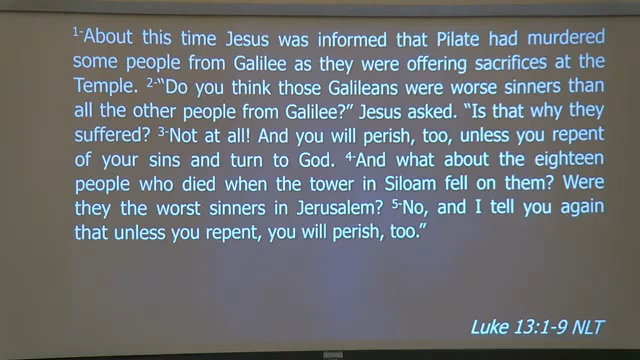 1-About this time Jesus was informed that Pilate had murdered
some people from Galilee as they were offering sacrifices at the
Temple. 2-“Do you think those Galileans were worse sinners than
all the other people from Galilee?” Jesus asked. “Is that why they
suffered? 3-Not at all! And you will perish, too, unless you repent
of your sins and turn to God. 4-And what about the eighteen
people who died when the tower in Siloam fell on them? Were
they the worst sinners in Jerusalem? 5-No, and I tell you again
that unless you repent, you will perish, too.”
Luke 13:1-9 NLT